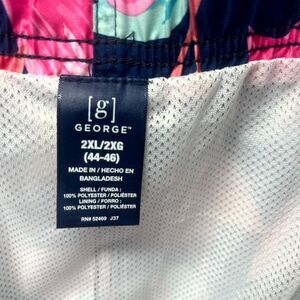 [g]
GEORGE™
2XL/2XG
(44-46)
MADE IN / HECHO EN
BANGLADESH
SHELL / FUNDA :
100% POLYESTER / POLIÉSTER
LINING / FORRO :
100% POLYESTER / POLIÉSTER
RN# 52469 J37